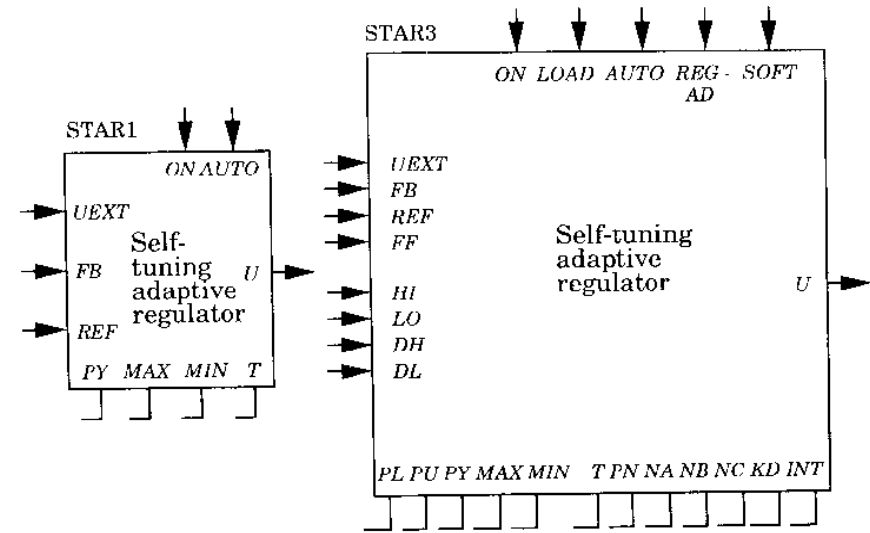 STAR1
ON AUTO
UEXT
FB
REF
Self-
tuning
adaptive
regulator
U
PY MAX MIN T
STAR3
ON LOAD AUTO REG - SOFT
AD
UEXT
FB
REF
FF
HI
LO
DH
DL
Self-tuning
adaptive
regulator
U
PL PU PY MAX MIN T PN NA NB NC KD INT